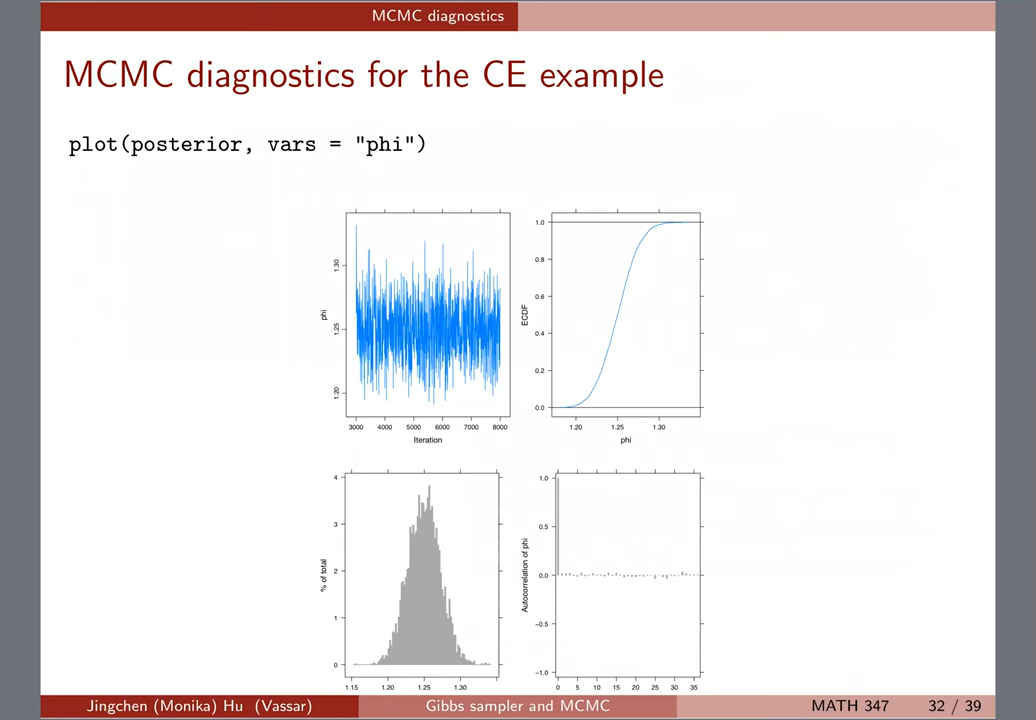 MCMC diagnostics
MCMC diagnostics for the CE example
plot(posterior, vars = "phi")
phi
1.30
1.25
1.20
3000 4000 5000 6000 7000 8000
Iteration
ECDF
1.0
0.8
0.6
0.4
0.2
0.0
1.20 1.25 1.30
phi
% of total
4
3
2
1
0
1.15 1.20 1.25 1.30
Autocorrelation of phi
1.0
0.5
0.0
−0.5
−1.0
0 5 10 15 20 25 30 35
Jingchen (Monika) Hu (Vassar) Gibbs sampler and MCMC MATH 347 32 / 39